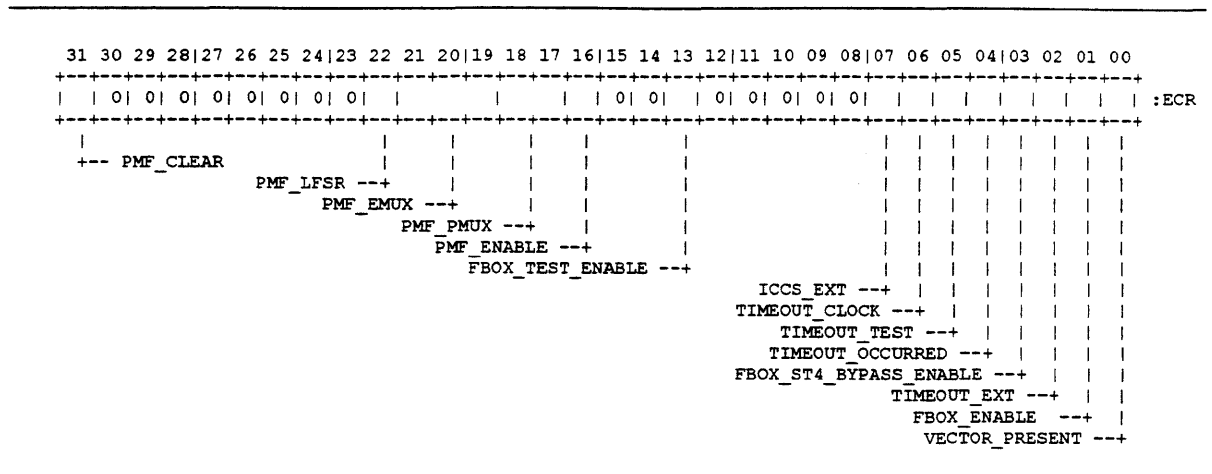 31 30 29 28|27 26 25 24|23 22 21 20|19 18 17 16|15 14 13 12|11 10 09 08|07 06 05 04|03 02 01 00
+--+--+--+--+--+--+--+--+--+--+--+--+--+--+--+--+--+--+--+--+--+--+--+--+--+--+--+--+--+--+--+--+
|  | 0| 0| 0| 0| 0| 0| 0| 0|  |        |     |  | 0| 0|  | 0| 0| 0| 0| 0|  |  |  |  |  |  |  |  | :ECR
+--+--+--+--+--+--+--+--+--+--+--+--+--+--+--+--+--+--+--+--+--+--+--+--+--+--+--+--+--+--+--+--+
+-- PMF_CLEAR
PMF_LFSR --+
PMF_EMUX --+
PMF_PMUX --+
PMF_ENABLE --+
FBOX_TEST_ENABLE --+
ICCS_EXT --+
TIMEOUT_CLOCK --+
TIMEOUT_TEST --+
TIMEOUT_OCCURRED --+
FBOX_ST4_BYPASS_ENABLE --+
TIMEOUT_EXT --+
FBOX_ENABLE --+
VECTOR_PRESENT --+